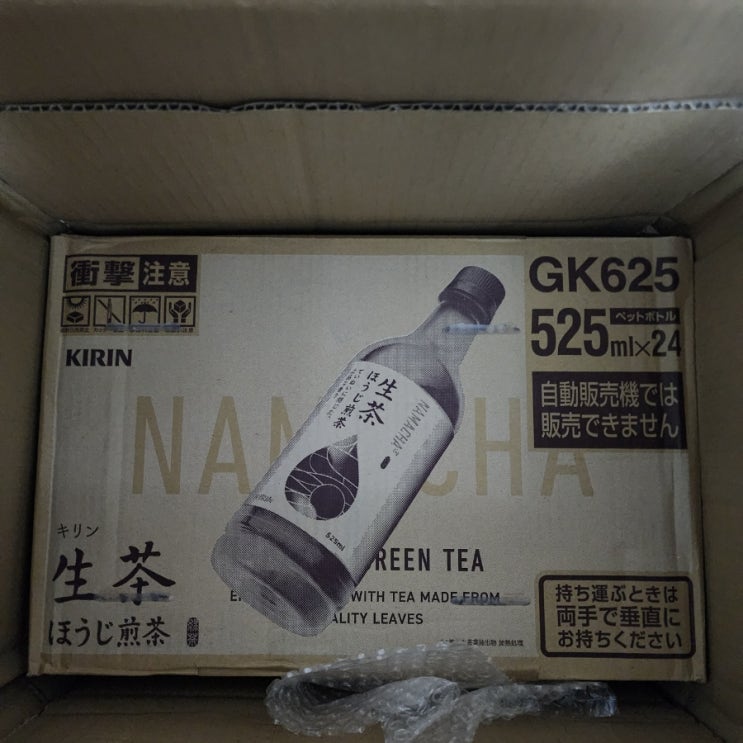 衝撃注意
KIRIN
GK625
ペットボトル
525ml×24
自動販売機では
販売できません
NAMACHA
生茶
ほうじ煎茶
NAMACHA
525ml
キリン
生茶
ほうじ煎茶
REEN TEA
WITH TEA MADE FROM
ALITY LEAVES
持ち運ぶときは
両手で垂直に
お持ちください